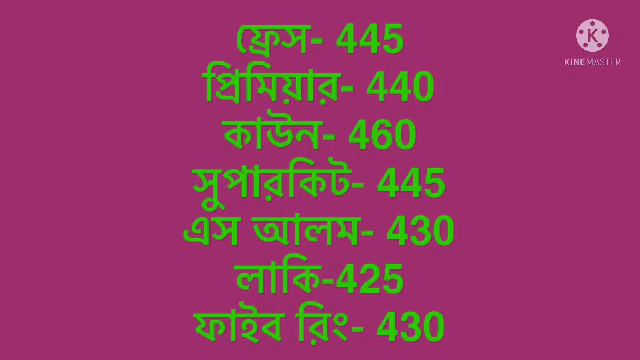 ফ্রেস- 445
KINEMASTER
প্রিমিয়ার- 440
কাউন- 460
সুপারকিট- 445
এস আলম- 430
লাকি-425
ফাইব রিং- 430